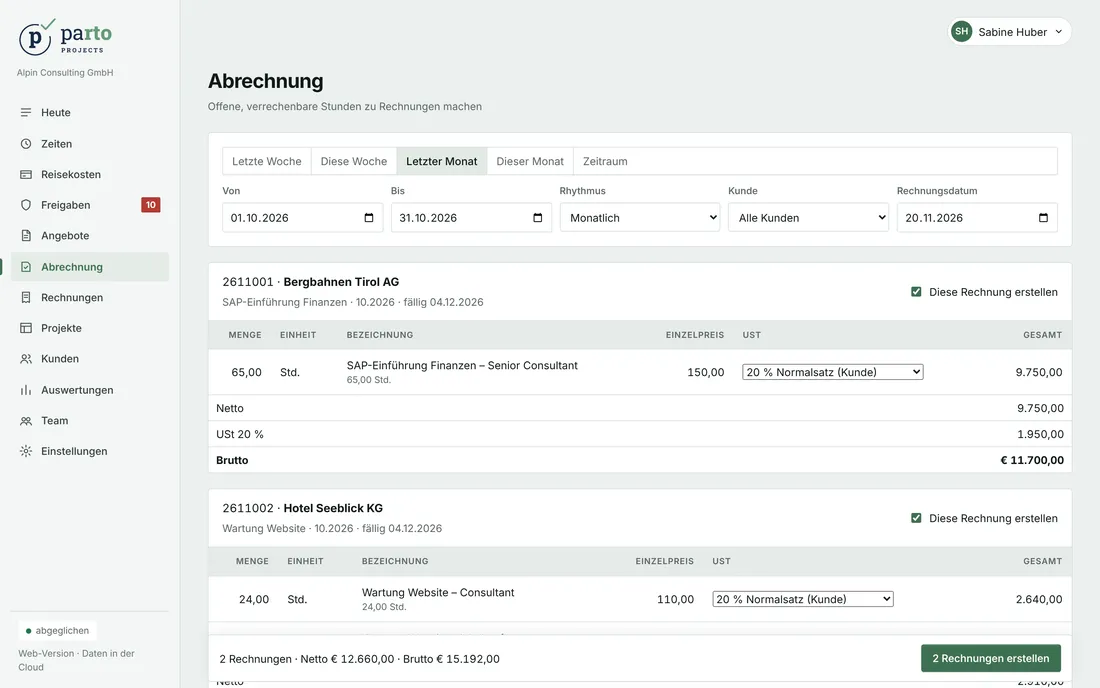 p parto
PROJECTS
Alpin Consulting GmbH
Heute
Zeiten
Reisekosten
Freigaben 10
Angebote
Abrechnung
Rechnungen
Projekte
Kunden
Auswertungen
Team
Einstellungen
abgeglichen
Web-Version · Daten in der
Cloud
SH Sabine Huber
Abrechnung
Offene, verrechenbare Stunden zu Rechnungen machen
Letzte Woche Diese Woche Letzter Monat Dieser Monat Zeitraum
Von Bis Rhythmus Kunde Rechnungsdatum
01.10.2026 31.10.2026 Monatlich Alle Kunden 20.11.2026
2611001 · Bergbahnen Tirol AG
SAP-Einführung Finanzen · 10.2026 · fällig 04.12.2026
Diese Rechnung erstellen
MENGE EINHEIT BEZEICHNUNG EINZELPREIS UST GESAMT
65,00 Std. SAP-Einführung Finanzen – Senior Consultant 150,00 20 % Normalsatz (Kunde) 9.750,00
65,00 Std.
Netto 9.750,00
USt 20 % 1.950,00
Brutto € 11.700,00
2611002 · Hotel Seeblick KG
Wartung Website · 10.2026 · fällig 04.12.2026
Diese Rechnung erstellen
MENGE EINHEIT BEZEICHNUNG EINZELPREIS UST GESAMT
24,00 Std. Wartung Website – Consultant 110,00 20 % Normalsatz (Kunde) 2.640,00
24,00 Std.
2 Rechnungen · Netto € 12.660,00 · Brutto € 15.192,00
2 Rechnungen erstellen
Netto 2.910,00